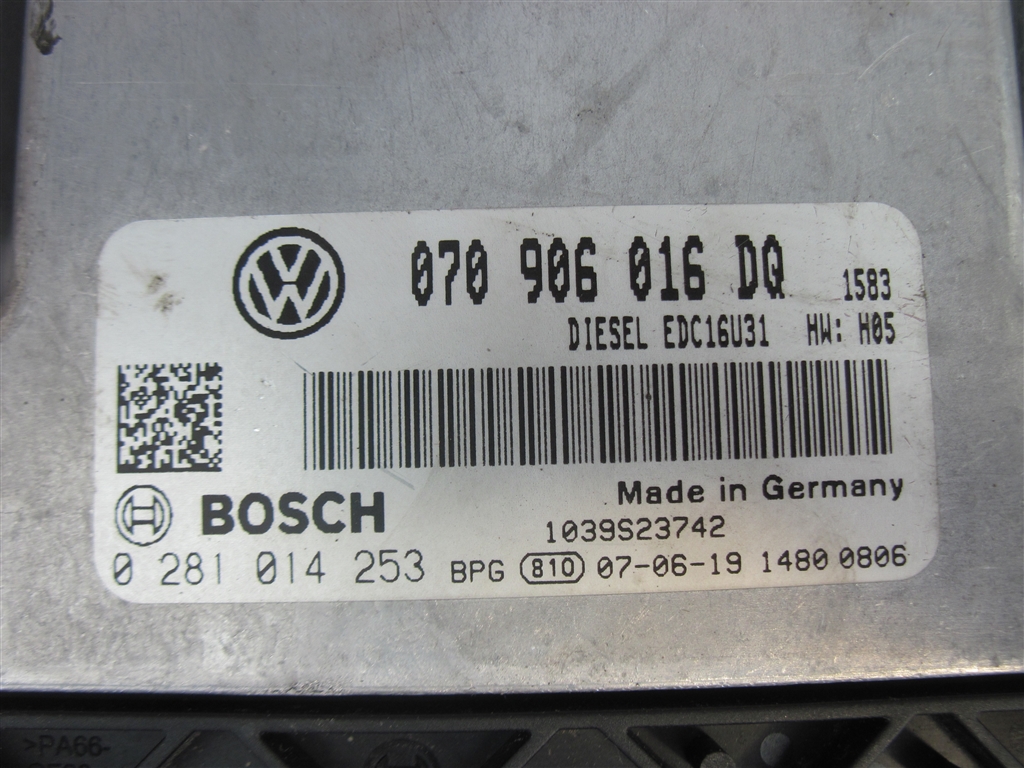 070 906 016 DQ 1583
DIESEL EDC16U31 HW: H05
BOSCH
Made in Germany
1039S23742
0 281 014 253 BPG 810 07-06-19 1480 0806
>PA66-